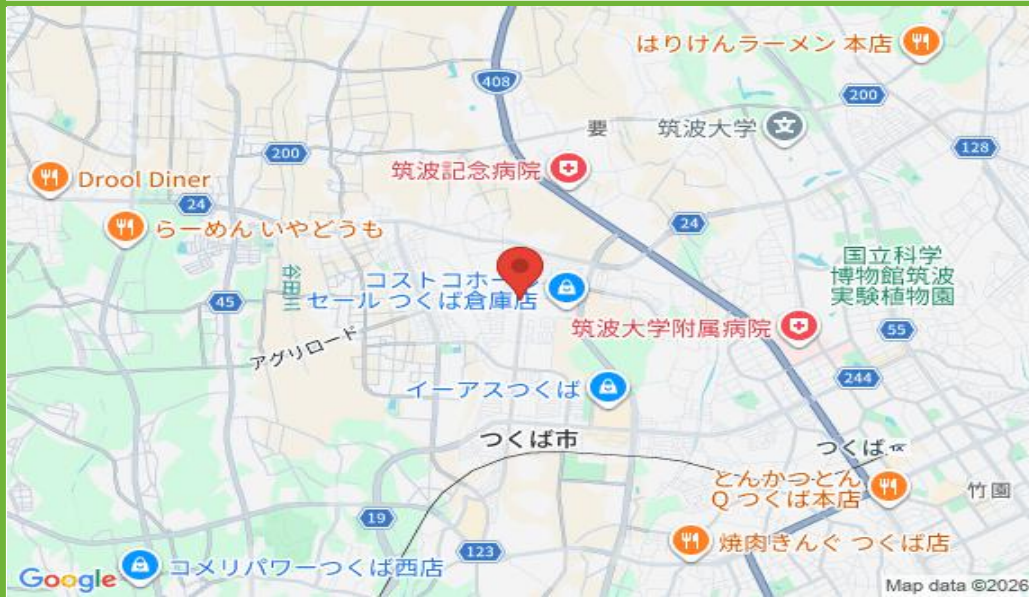 はりけんラーメン 本店
408
200
要
筑波大学
128
200
筑波記念病院
Drool Diner
24
らーめん いやどうも
24
国立科学
博物館筑波
実験植物園
谷田川
コストコホ
セール つくば倉庫店
45
筑波大学附属病院
55
アグリロード
244
イーアスつくば
つくば市
つくば
とんかつとん
Q つくば本店
竹園
19
123
焼肉きんぐ つくば店
コメリパワーつくば西店
Google
Map data ©2026